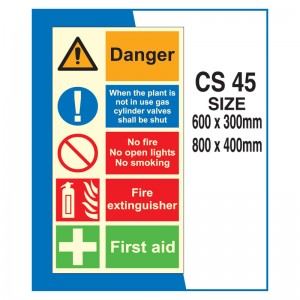 Danger
When the plant is
not in use gas
cylinder valves
shall be shut
No fire
No open lights
No smoking
Fire
extinguisher
First aid
CS 45
SIZE
600 x 300mm
800 x 400mm